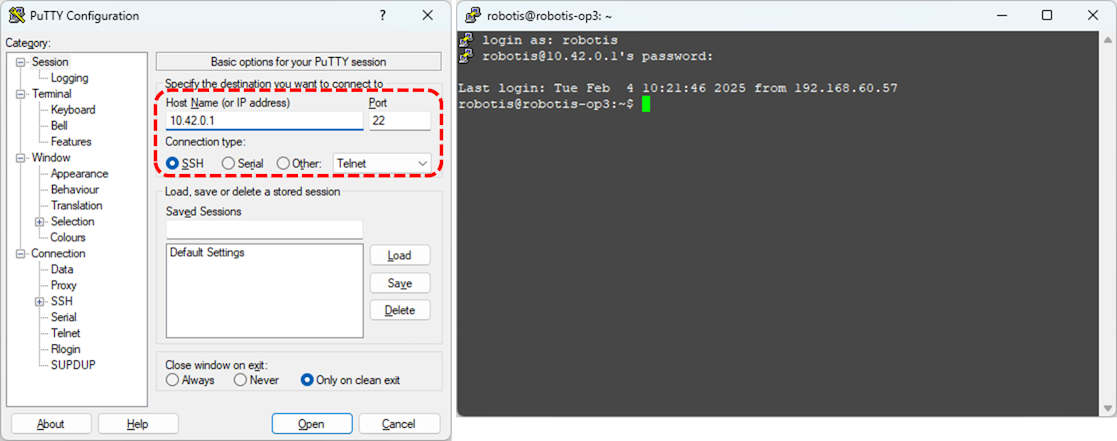 PuTTY Configuration
?
Category:
Session
Logging
Terminal
Keyboard
Bell
Features
Window
Appearance
Behaviour
Translation
Selection
Colours
Connection
Data
Proxy
SSH
Serial
Telnet
Rlogin
SUPDUP
Basic options for your PuTTY session
Specify the destination you want to connect to
Host Name (or IP address) Port
10.42.0.1 22
Connection type:
SSH Serial Other: Telnet
Load, save or delete a stored session
Saved Sessions
Default Settings
Load
Save
Delete
Close window on exit:
Always Never Only on clean exit
About Help Open Cancel
robotis@robotis-op3: ~
login as: robotis
robotis@10.42.0.1's password:
Last login: Tue Feb  4 10:21:46 2025 from 192.168.60.57
robotis@robotis-op3:~$